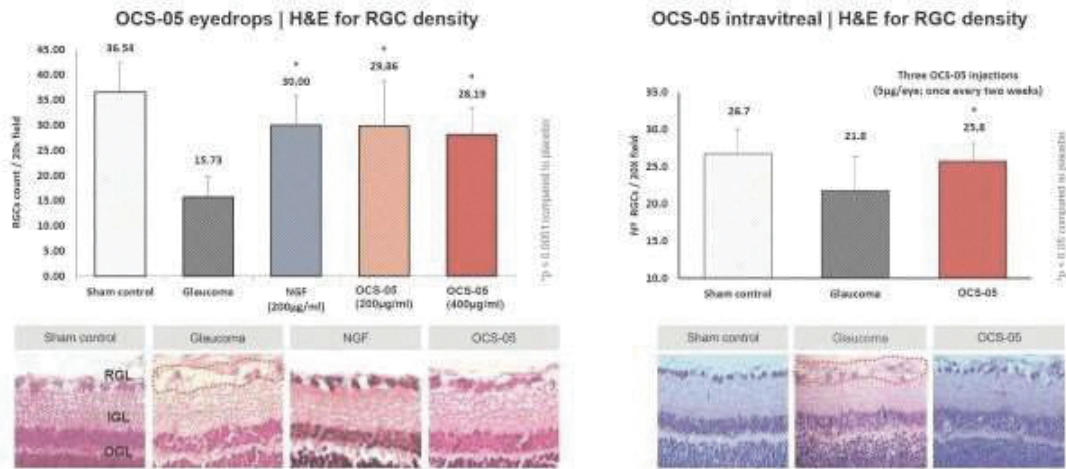 OCS-05 eyedrops | H&E for RGC density
45.00
40.00
35.00
30.00
25.00
20.00
15.00
10.00
5.00
0.00
RGCs count / 20x field
36.54
15.73
*
30.00
*
29.86
*
28.19
Sham control
Glaucoma
NGF
(200µg/ml)
OCS-05
(200µg/ml)
OCS-05
(400µg/ml)
compared to placebo
Sham control
Glaucoma
NGF
OCS-05
RGL
IGL
OGL
OCS-05 intravitreal | H&E for RGC density
Three OCS-05 injections
(5µg/eye; once every two weeks)
35.0
30.0
25.0
20.0
15.0
10.0
Nº RGCs / 20X field
26.7
21.8
*
25.8
Sham control
Glaucoma
OCS-05
*p < 0.05 compared to placebo
Sham control
Glaucoma
OCS-05